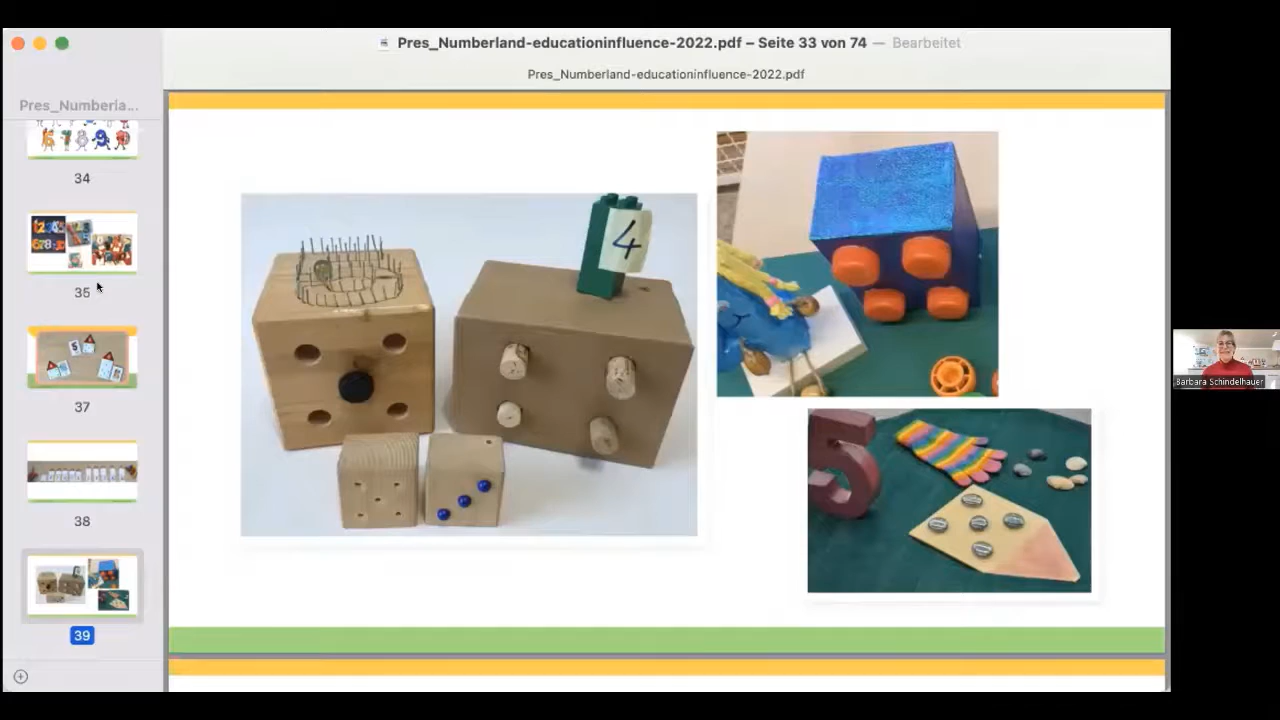 Pres_Numberland-educationinfluence-2022.pdf – Seite 33 von 74 — Bearbeitet
Pres_Numberland-educationinfluence-2022.pdf
Pres_Numberla...
34
35
37
38
39
4
5
Barbara Schindelhauer